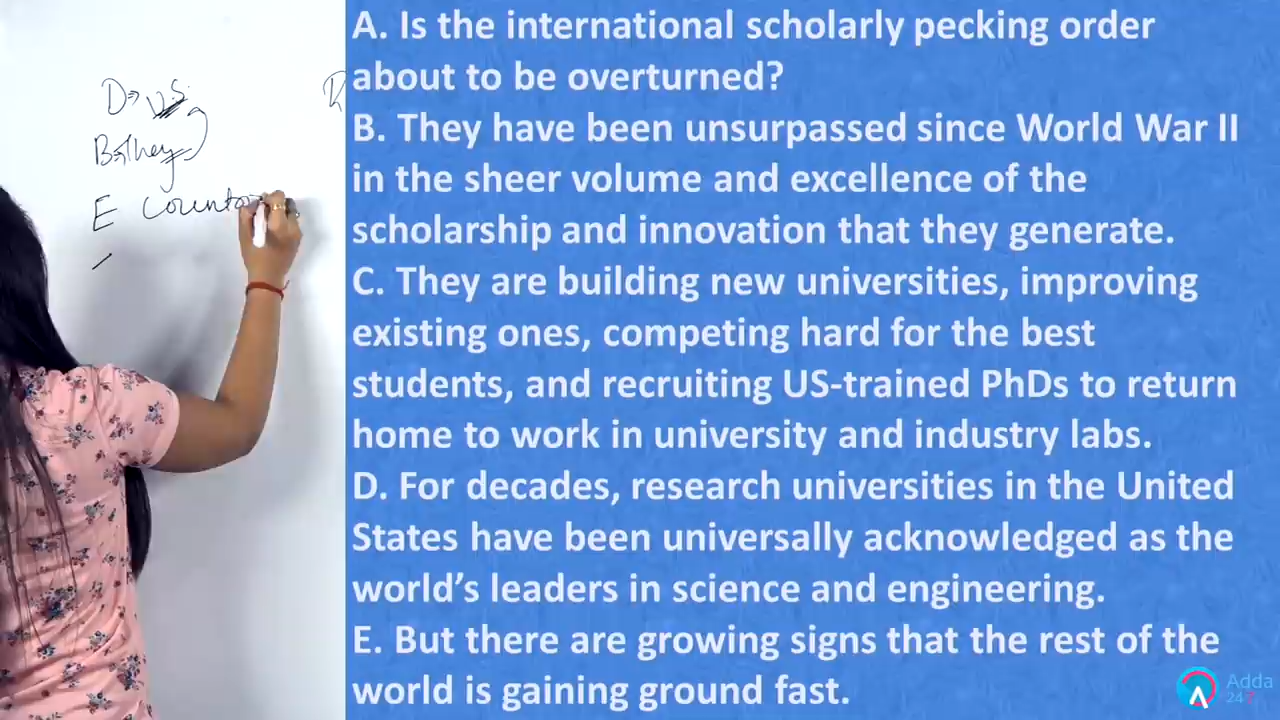 D→ U.S.
B→They
E Countr
A. Is the international scholarly pecking order
about to be overturned?
B. They have been unsurpassed since World War II
in the sheer volume and excellence of the
scholarship and innovation that they generate.
C. They are building new universities, improving
existing ones, competing hard for the best
students, and recruiting US-trained PhDs to return
home to work in university and industry labs.
D. For decades, research universities in the United
States have been universally acknowledged as the
world’s leaders in science and engineering.
E. But there are growing signs that the rest of the
world is gaining ground fast.
Adda
247